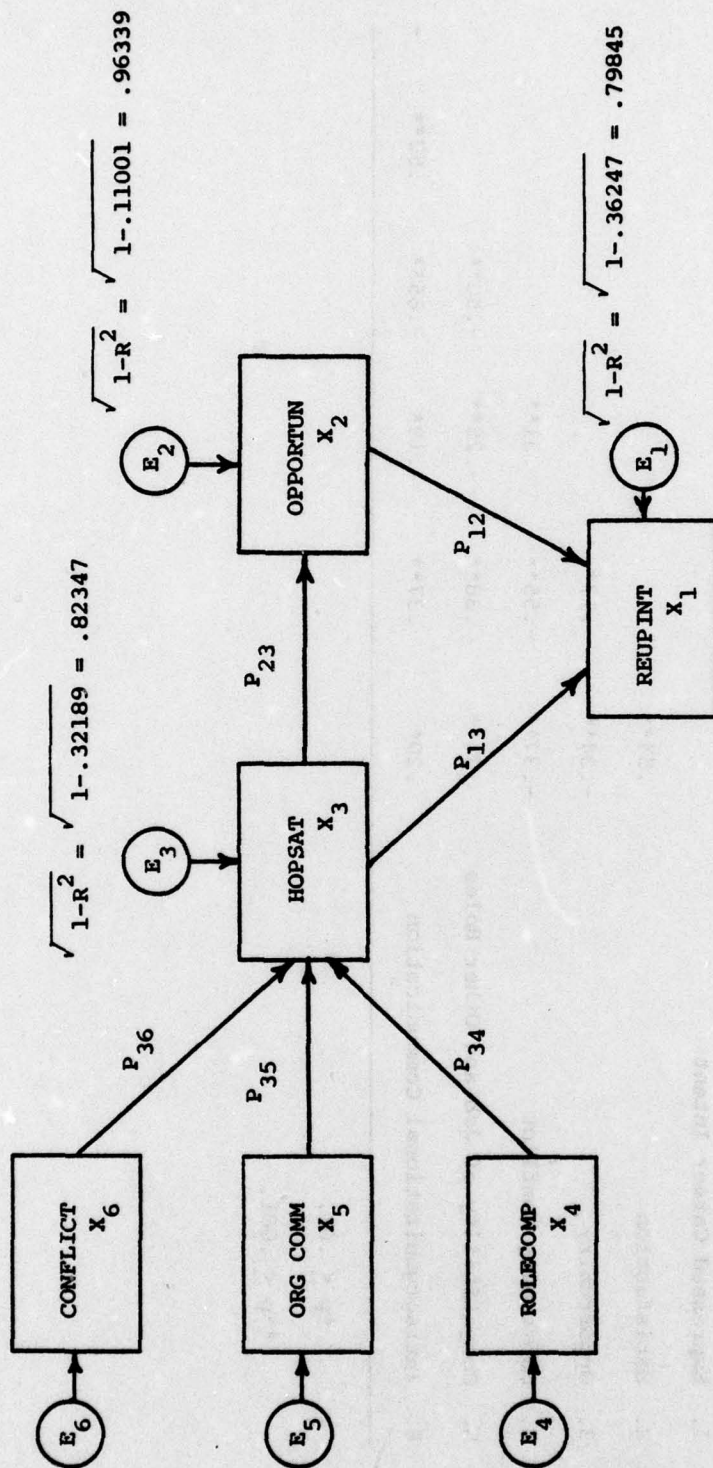 √1-R² = √1-.32189 = .82347
√1-R² = √1-.11001 = .96339
E₆
CONFLICT
X₆
P₃₆
E₃
HOPSAT
X₃
E₂
OPPORTUN
X₂
P₂₃
E₅
ORG COMM
X₅
P₃₅
E₄
ROLECOMP
X₄
P₃₄
P₁₃
P₁₂
REUPINT
X₁
E₁
√1-R² = √1-.36247 = .79845